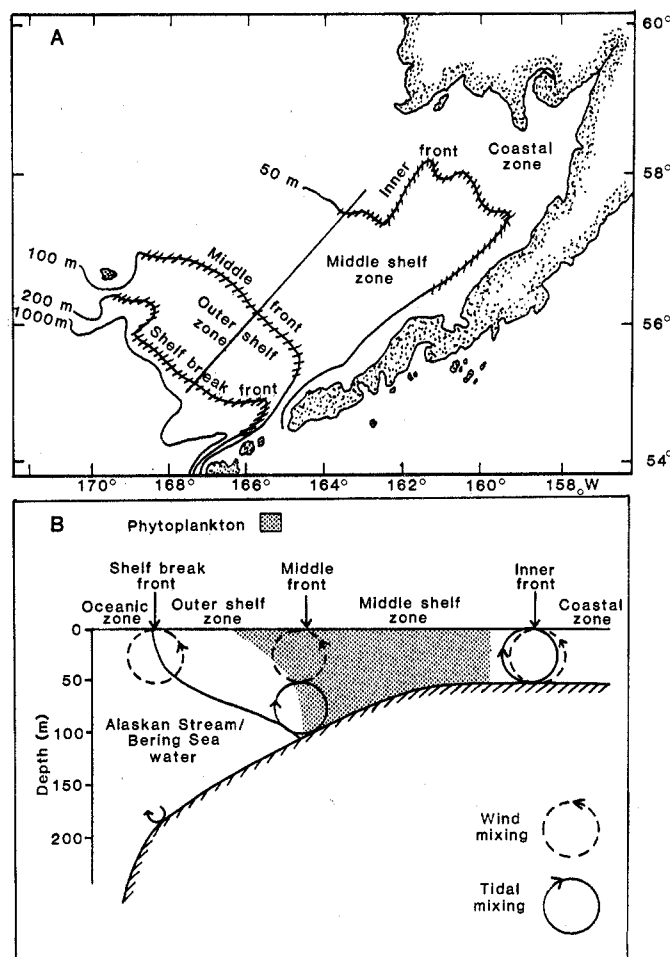 A
60°
58°
56°
54°
Coastal
zone
Inner front
50 m
Middle shelf
zone
100 m
Middle front
200 m
1000m
Outer shelf
zone
Shelf break front
170° 168° 166° 164° 162° 160° 158°W
B
Phytoplankton
Shelf break
front
Middle
front
Inner
front
Oceanic
zone
Outer shelf
zone
Middle shelf
zone
Coastal
zone
0
50
100
150
200
Depth (m)
Alaskan Stream/
Bering Sea
water
Wind
mixing
Tidal
mixing